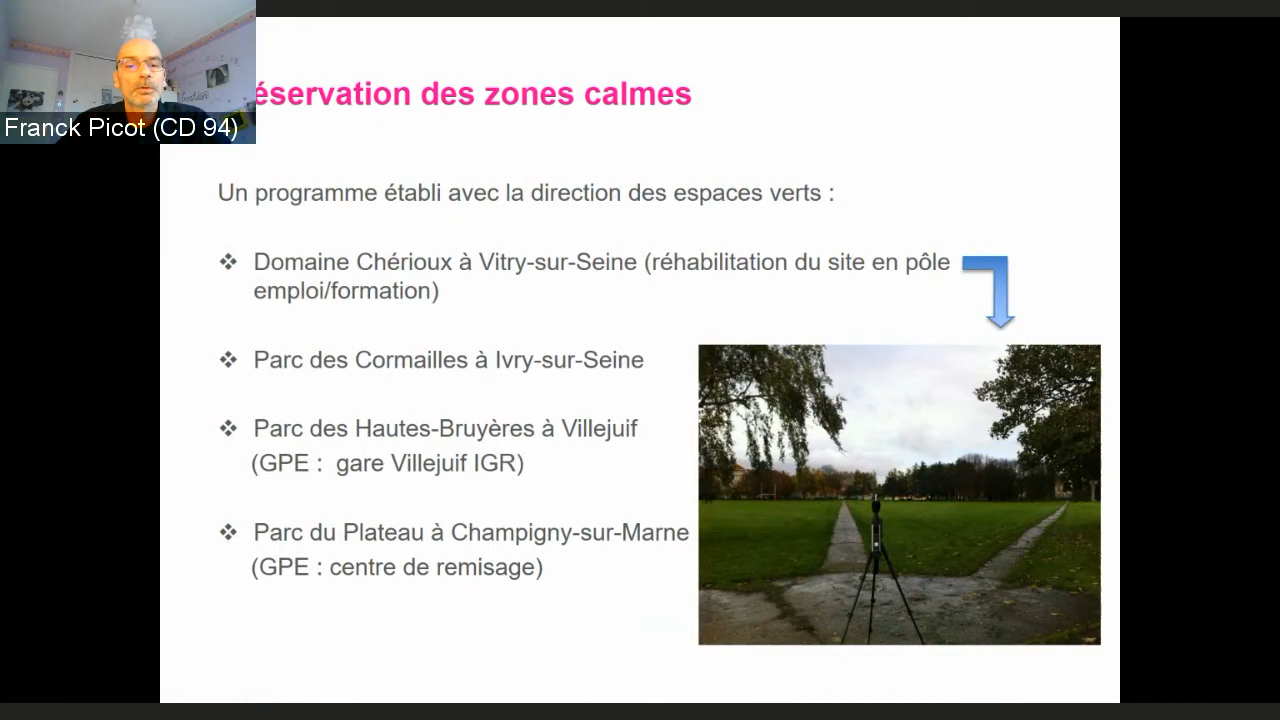 éservation des zones calmes
Franck Picot (CD 94)
Un programme établi avec la direction des espaces verts :
❖ Domaine Chérioux à Vitry-sur-Seine (réhabilitation du site en pôle
emploi/formation)
❖ Parc des Cormailles à Ivry-sur-Seine
❖ Parc des Hautes-Bruyères à Villejuif
(GPE : gare Villejuif IGR)
❖ Parc du Plateau à Champigny-sur-Marne
(GPE : centre de remisage)